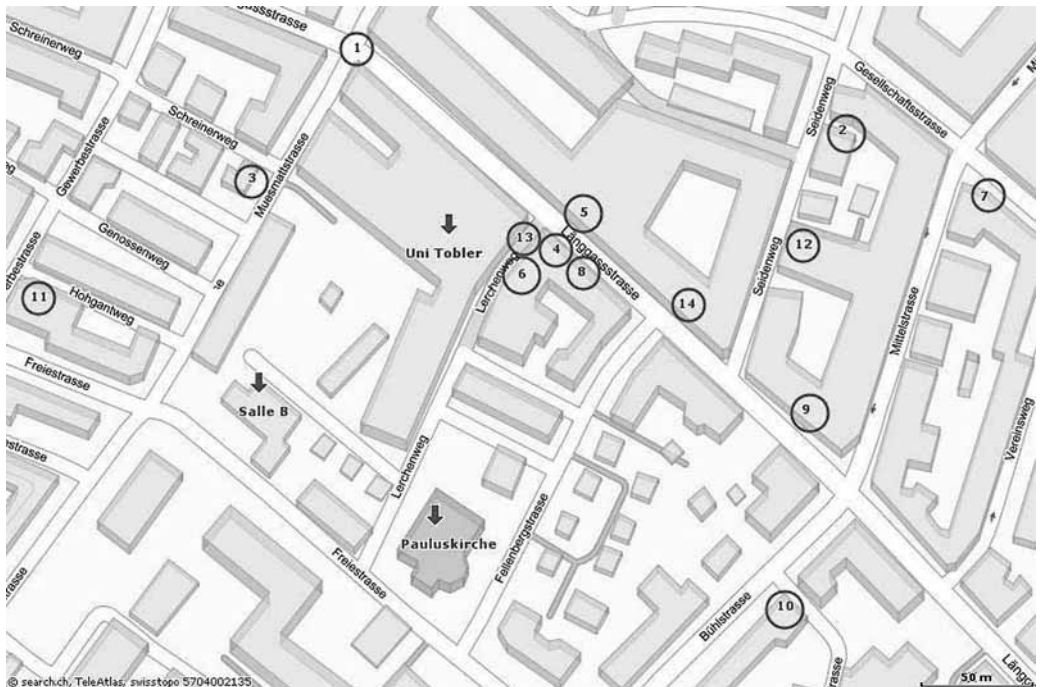 gassstrasse
Schreinerweg
1
Gesellschaftsstrasse
Seidenweg
2
Schreinerweg
Gewerbestrasse
3
Muesmattstrasse
7
5
13
4
Länggassstrasse
12
Uni Tobler
Genossenweg
Lerchenweg
6
8
Seidenweg
11
Hohgantweg
14
Mittelstrasse
Freiestrasse
Salle B
9
Vereinsweg
Lerchenweg
Pauluskirche
Fellenbergstrasse
Freiestrasse
10
Bühlstrasse
© search.ch, TeleAtlas, swisstopo 5704002135
50 m